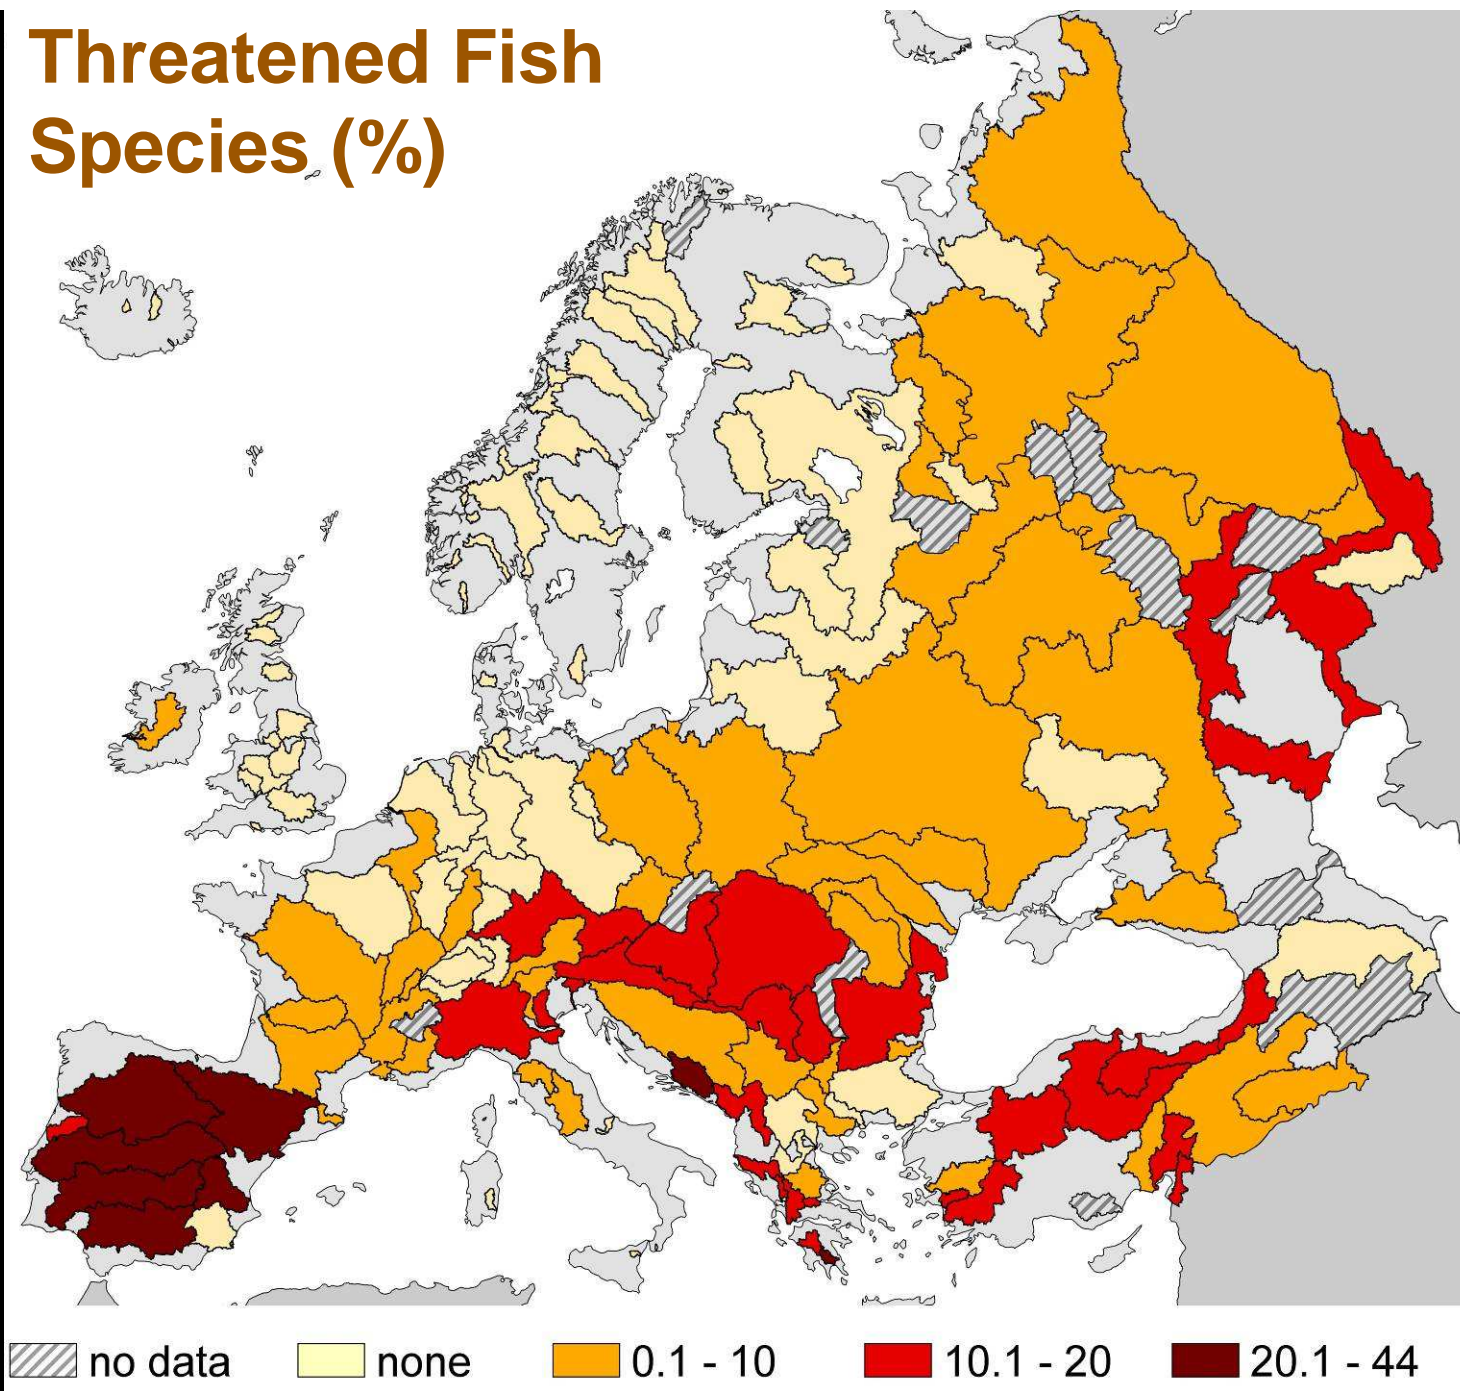 Threatened Fish
Species (%)
no data
none
0.1 - 10
10.1 - 20
20.1 - 44